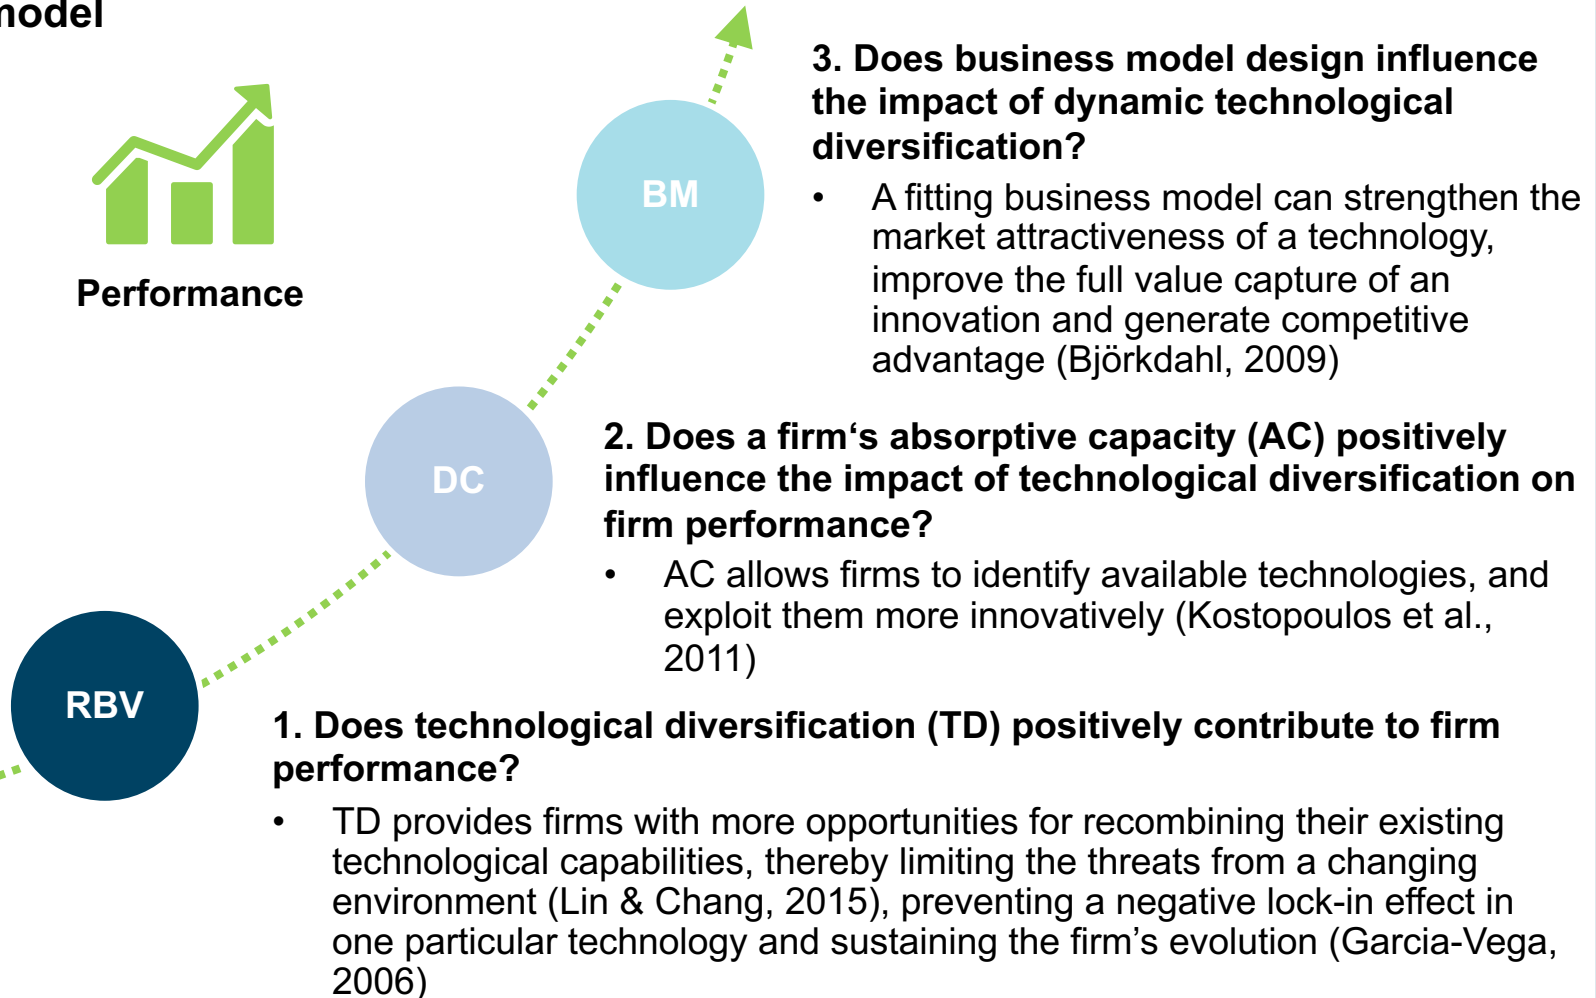 model
Performance
BM
3. Does business model design influence
the impact of dynamic technological
diversification?
• A fitting business model can strengthen the
market attractiveness of a technology,
improve the full value capture of an
innovation and generate competitive
advantage (Björkdahl, 2009)
DC
2. Does a firm‘s absorptive capacity (AC) positively
influence the impact of technological diversification on
firm performance?
• AC allows firms to identify available technologies, and
exploit them more innovatively (Kostopoulos et al.,
2011)
RBV
1. Does technological diversification (TD) positively contribute to firm
performance?
• TD provides firms with more opportunities for recombining their existing
technological capabilities, thereby limiting the threats from a changing
environment (Lin & Chang, 2015), preventing a negative lock-in effect in
one particular technology and sustaining the firm’s evolution (Garcia-Vega,
2006)